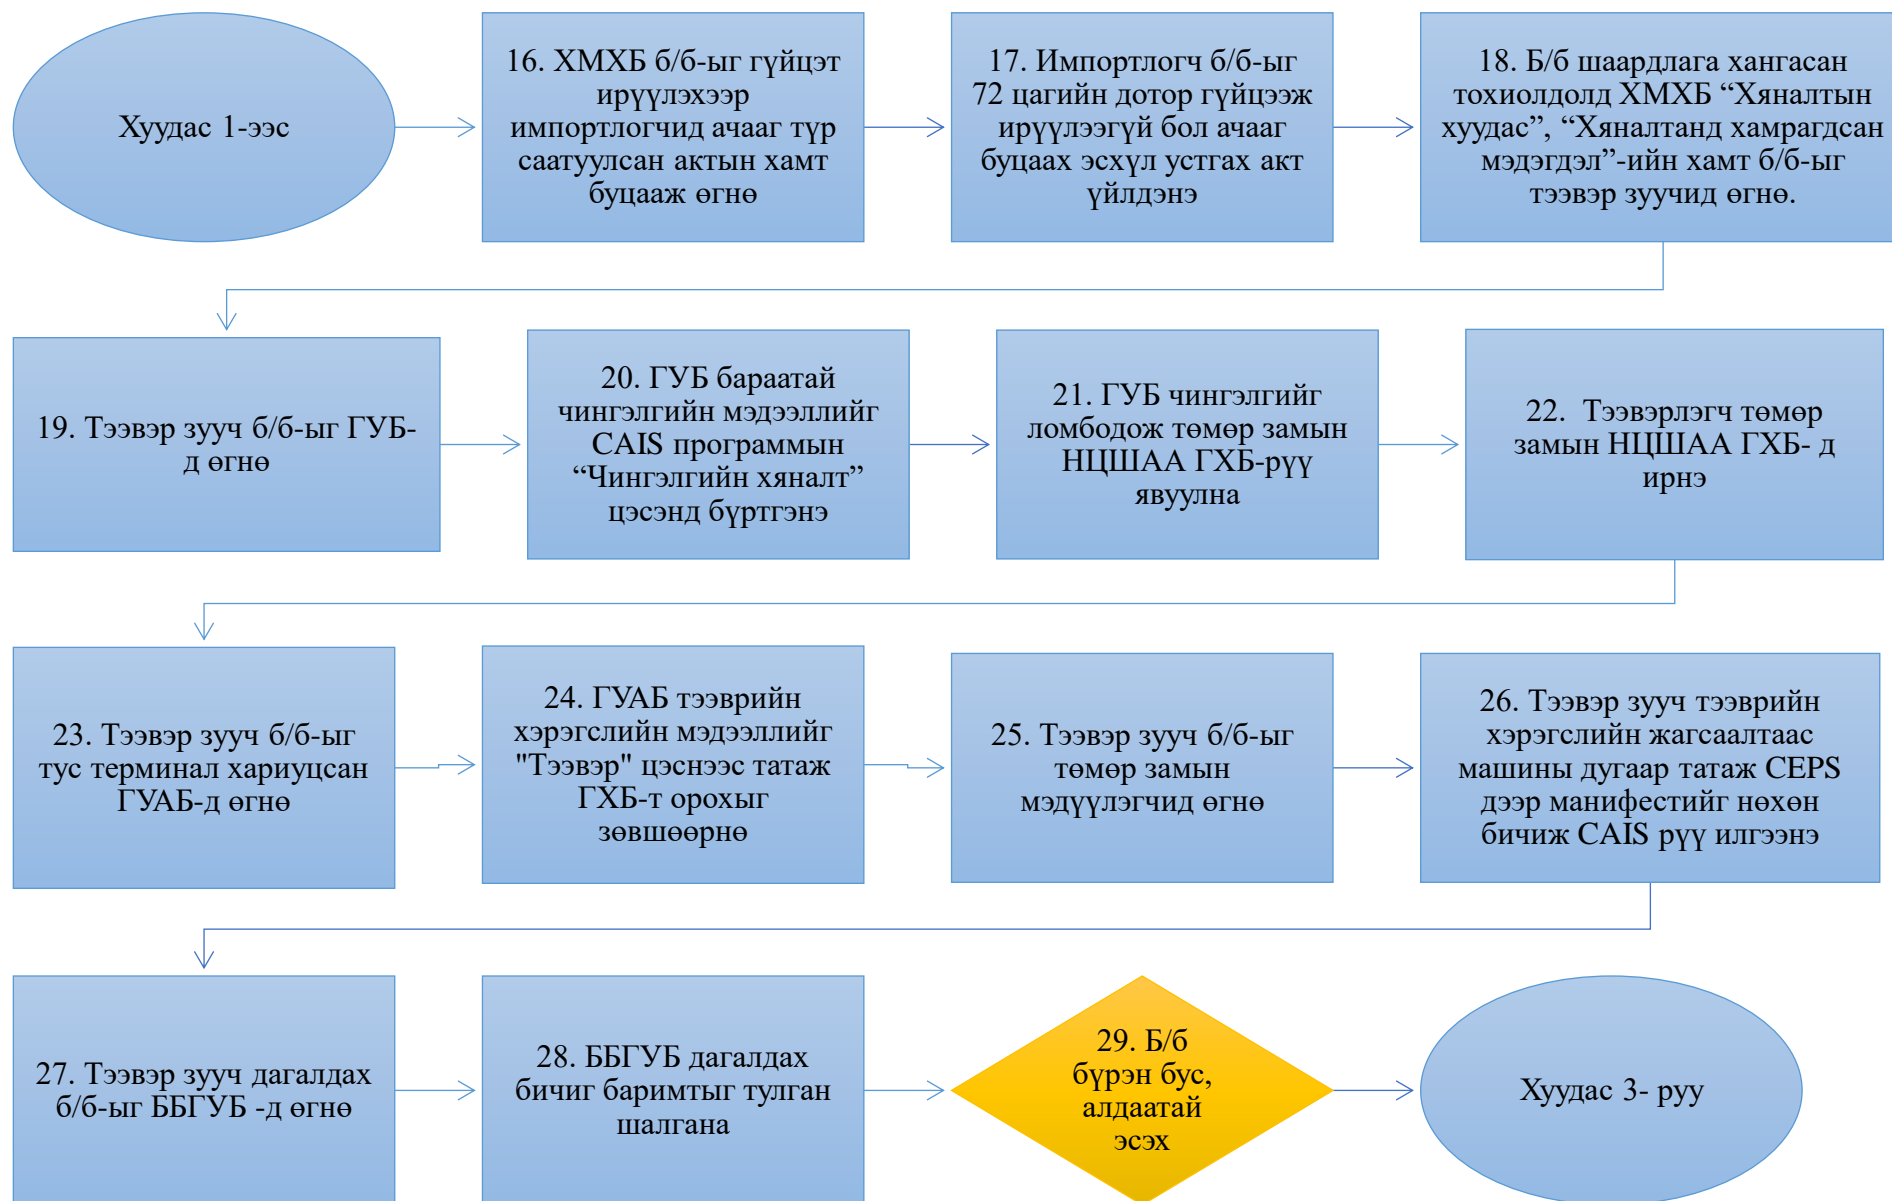 Хуудас 1-ээс
16. ХМХБ б/б-ыг гүйцэт
ирүүлэхээр
импортлогчид ачааг түр
саатуулсан актын хамт
буцааж өгнө
17. Импортлогч б/б-ыг
72 цагийн дотор гүйцээж
ирүүлээгүй бол ачааг
буцаах эсхүл устгах акт
үйлдэнэ
18. Б/б шаардлага хангасан
тохиолдолд ХМХБ “Хяналтын
хуудас”, “Хяналтанд хамрагдсан
мэдэгдэл”-ийн хамт б/б-ыг
тээвэр зуучид өгнө.
19. Тээвэр зууч б/б-ыг ГУБ-
д өгнө
20. ГУБ бараатай
чингэлгийн мэдээллийг
CAIS программын
“Чингэлгийн хяналт”
цэсэнд бүртгэнэ
21. ГУБ чингэлгийг
ломбодож төмөр замын
НЦШАА ГХБ-рүү
явуулна
22.  Тээвэрлэгч төмөр
замын НЦШАА ГХБ- д
ирнэ
23. Тээвэр зууч б/б-ыг
тус терминал хариуцсан
ГУАБ-д өгнө
24. ГУАБ тээврийн
хэрэгслийн мэдээллийг
"Тээвэр" цэснээс татаж
ГХБ-т орохыг
зөвшөөрнө
25. Тээвэр зууч б/б-ыг
төмөр замын
мэдүүлэгчид өгнө
26. Тээвэр зууч тээврийн
хэрэгслийн жагсаалтаас
машины дугаар татаж CEPS
дээр манифестийг нөхөн
бичиж CAIS рүү илгээнэ
27. Тээвэр зууч дагалдах
б/б-ыг ББГУБ -д өгнө
28. ББГУБ дагалдах
бичиг баримтыг тулган
шалгана
29. Б/б
бүрэн бус,
алдаатай
эсэх
Хуудас 3- руу